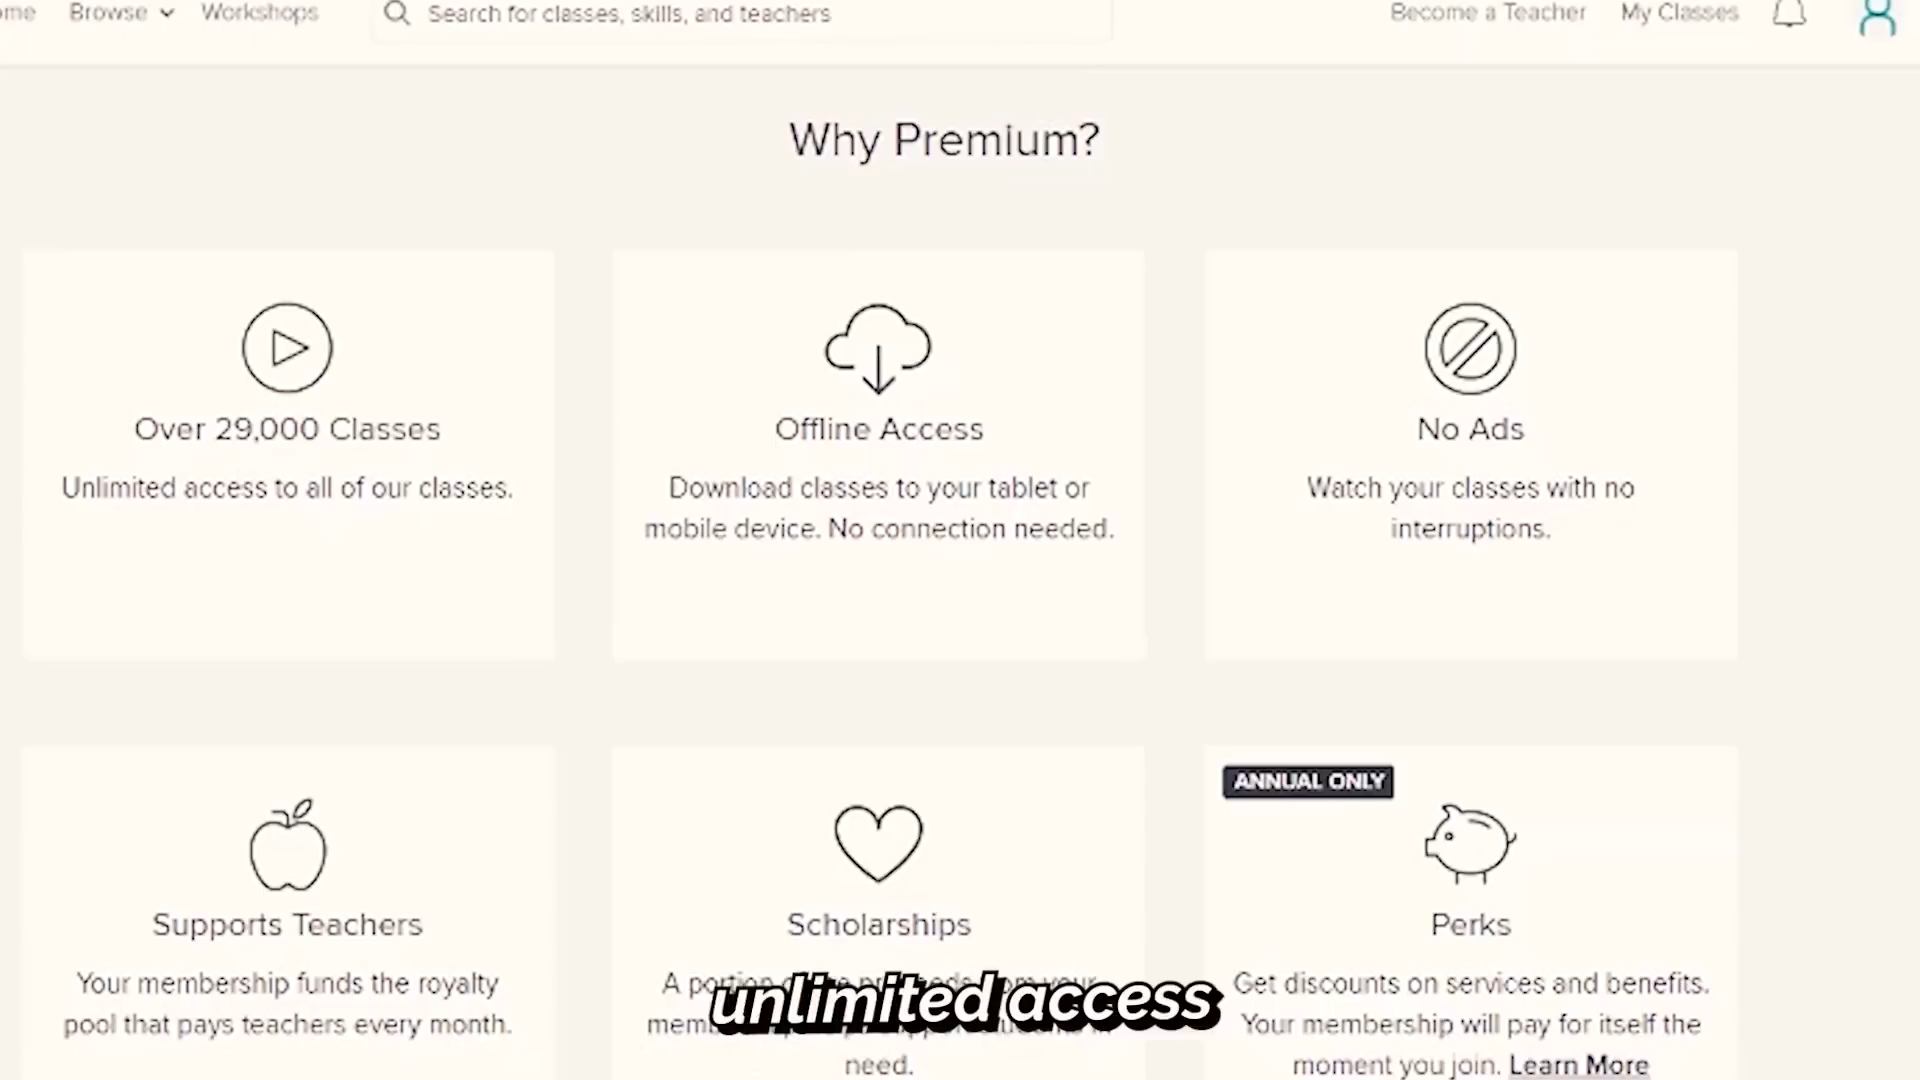 ome Browse Workshops Search for classes, skills, and teachers Become a Teacher My Classes
Why Premium?
Over 29,000 Classes
Unlimited access to all of our classes.
Offline Access
Download classes to your tablet or
mobile device. No connection needed.
No Ads
Watch your classes with no
interruptions.
Supports Teachers
Your membership funds the royalty
pool that pays teachers every month.
Scholarships
A
need.
ANNUAL ONLY
Perks
Get discounts on services and benefits.
Your membership will pay for itself the
moment you join. Learn More
unlimited access